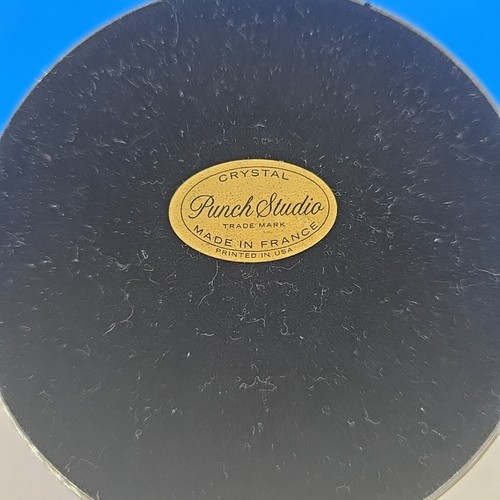 CRYSTAL
Punch Studio
TRADE MARK
MADE IN FRANCE
PRINTED IN USA